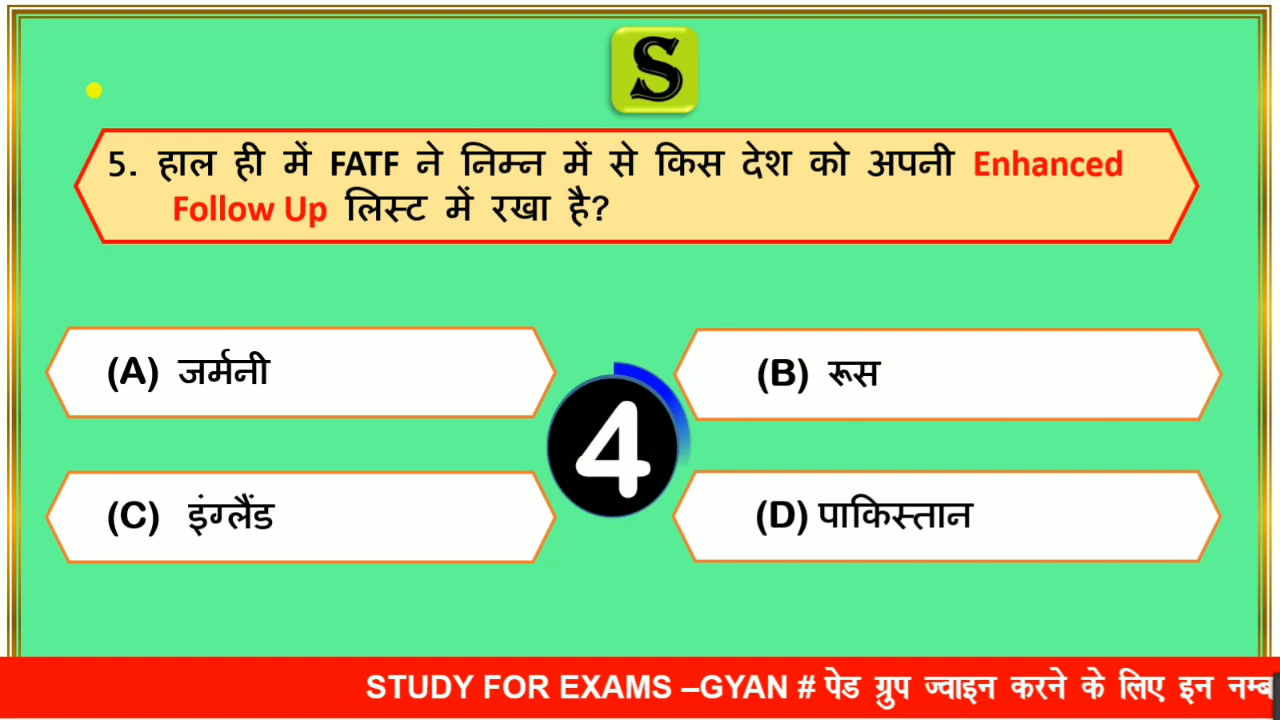 S
5. हाल ही में FATF ने निम्न में से किस देश को अपनी Enhanced
Follow Up लिस्ट में रखा है?
(A) जर्मनी
(B) रूस
4
(C) इंग्लैंड
(D) पाकिस्तान
STUDY FOR EXAMS –GYAN # पेड ग्रुप ज्वाइन करने के लिए इन नम्ब